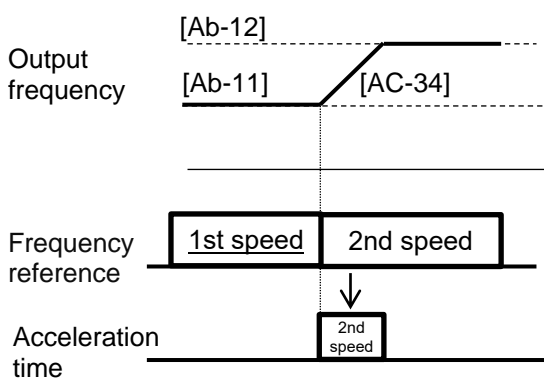 [Ab-12]
Output
frequency
[Ab-11]
[AC-34]
Frequency
reference
1st speed
2nd speed
Acceleration
time
2nd
speed